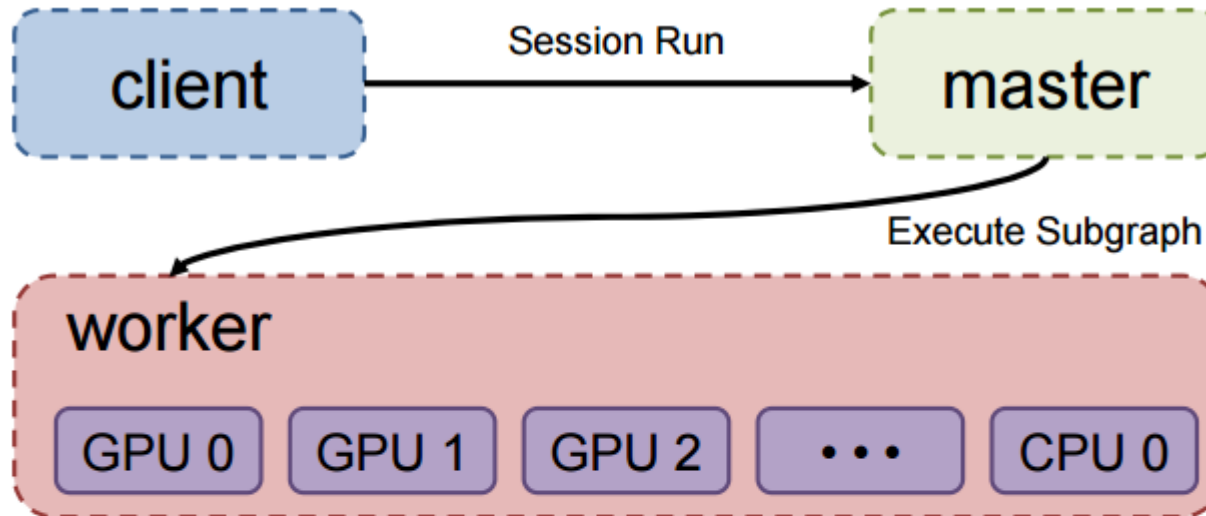 client
Session Run
master
Execute Subgraph
worker
GPU 0
GPU 1
GPU 2
• • •
CPU 0